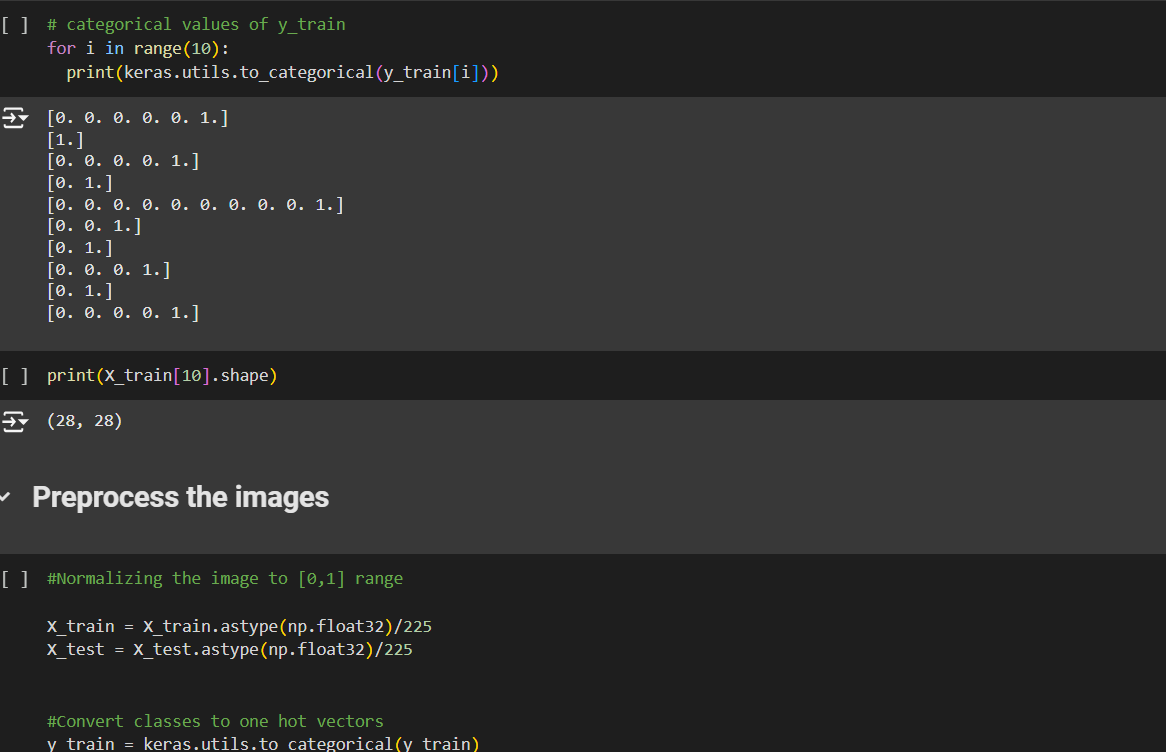 [ ] # categorical values of y_train
for i in range(10):
  print(keras.utils.to_categorical(y_train[i]))
[0. 0. 0. 0. 0. 1.]
[1.]
[0. 0. 0. 0. 1.]
[0. 1.]
[0. 0. 0. 0. 0. 0. 0. 0. 0. 1.]
[0. 0. 1.]
[0. 1.]
[0. 0. 0. 1.]
[0. 1.]
[0. 0. 0. 0. 1.]
[ ] print(X_train[10].shape)
(28, 28)
Preprocess the images
[ ] #Normalizing the image to [0,1] range
X_train = X_train.astype(np.float32)/225
X_test = X_test.astype(np.float32)/225
#Convert classes to one hot vectors
y_train = keras.utils.to_categorical(y_train)